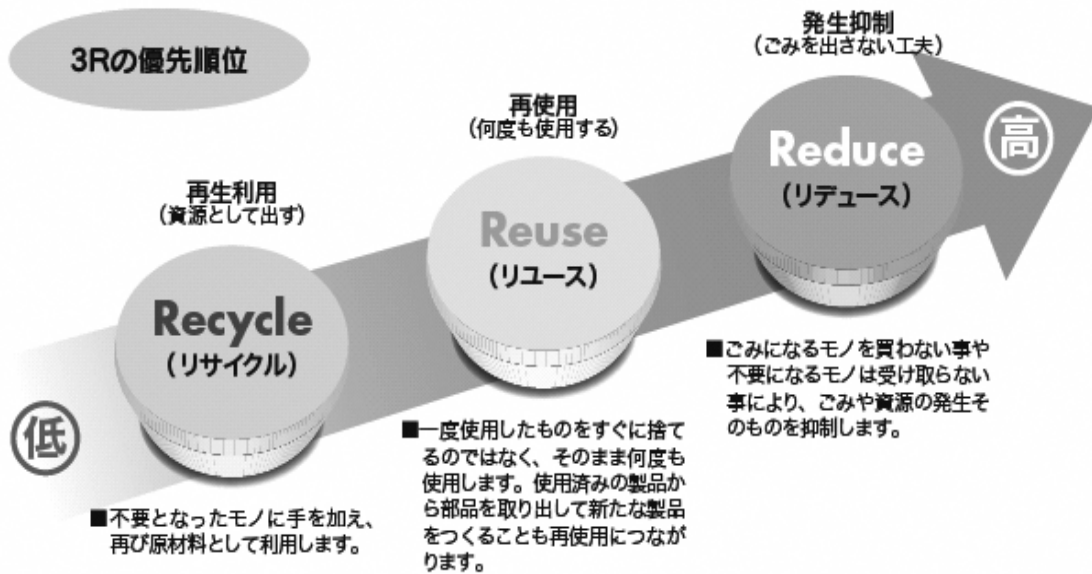 3Rの優先順位
発生抑制
(ごみを出さない工夫)
高
Reduce
(リデュース)
■ごみになるモノを買わない事や
不要になるモノは受け取らない
事により、ごみや資源の発生そ
のものを抑制します。
再使用
(何度も使用する)
Reuse
(リユース)
■一度使用したものをすぐに捨て
るのではなく、そのまま何度も
使用します。使用済みの製品か
ら部品を取り出して新たな製品
をつくることも再使用につなが
ります。
再生利用
(資源として出す)
Recycle
(リサイクル)
低
■不要となったモノに手を加え、
再び原材料として利用します。